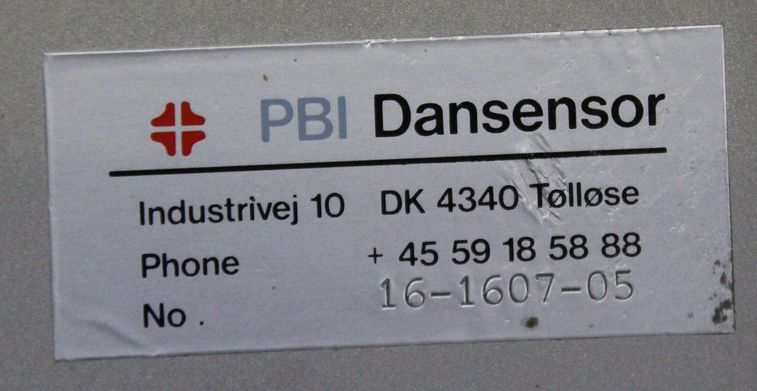 PBI Dansensor
Industrivej 10 DK 4340 Tølløse
Phone + 45 59 18 58 88
No . 16-1607-05